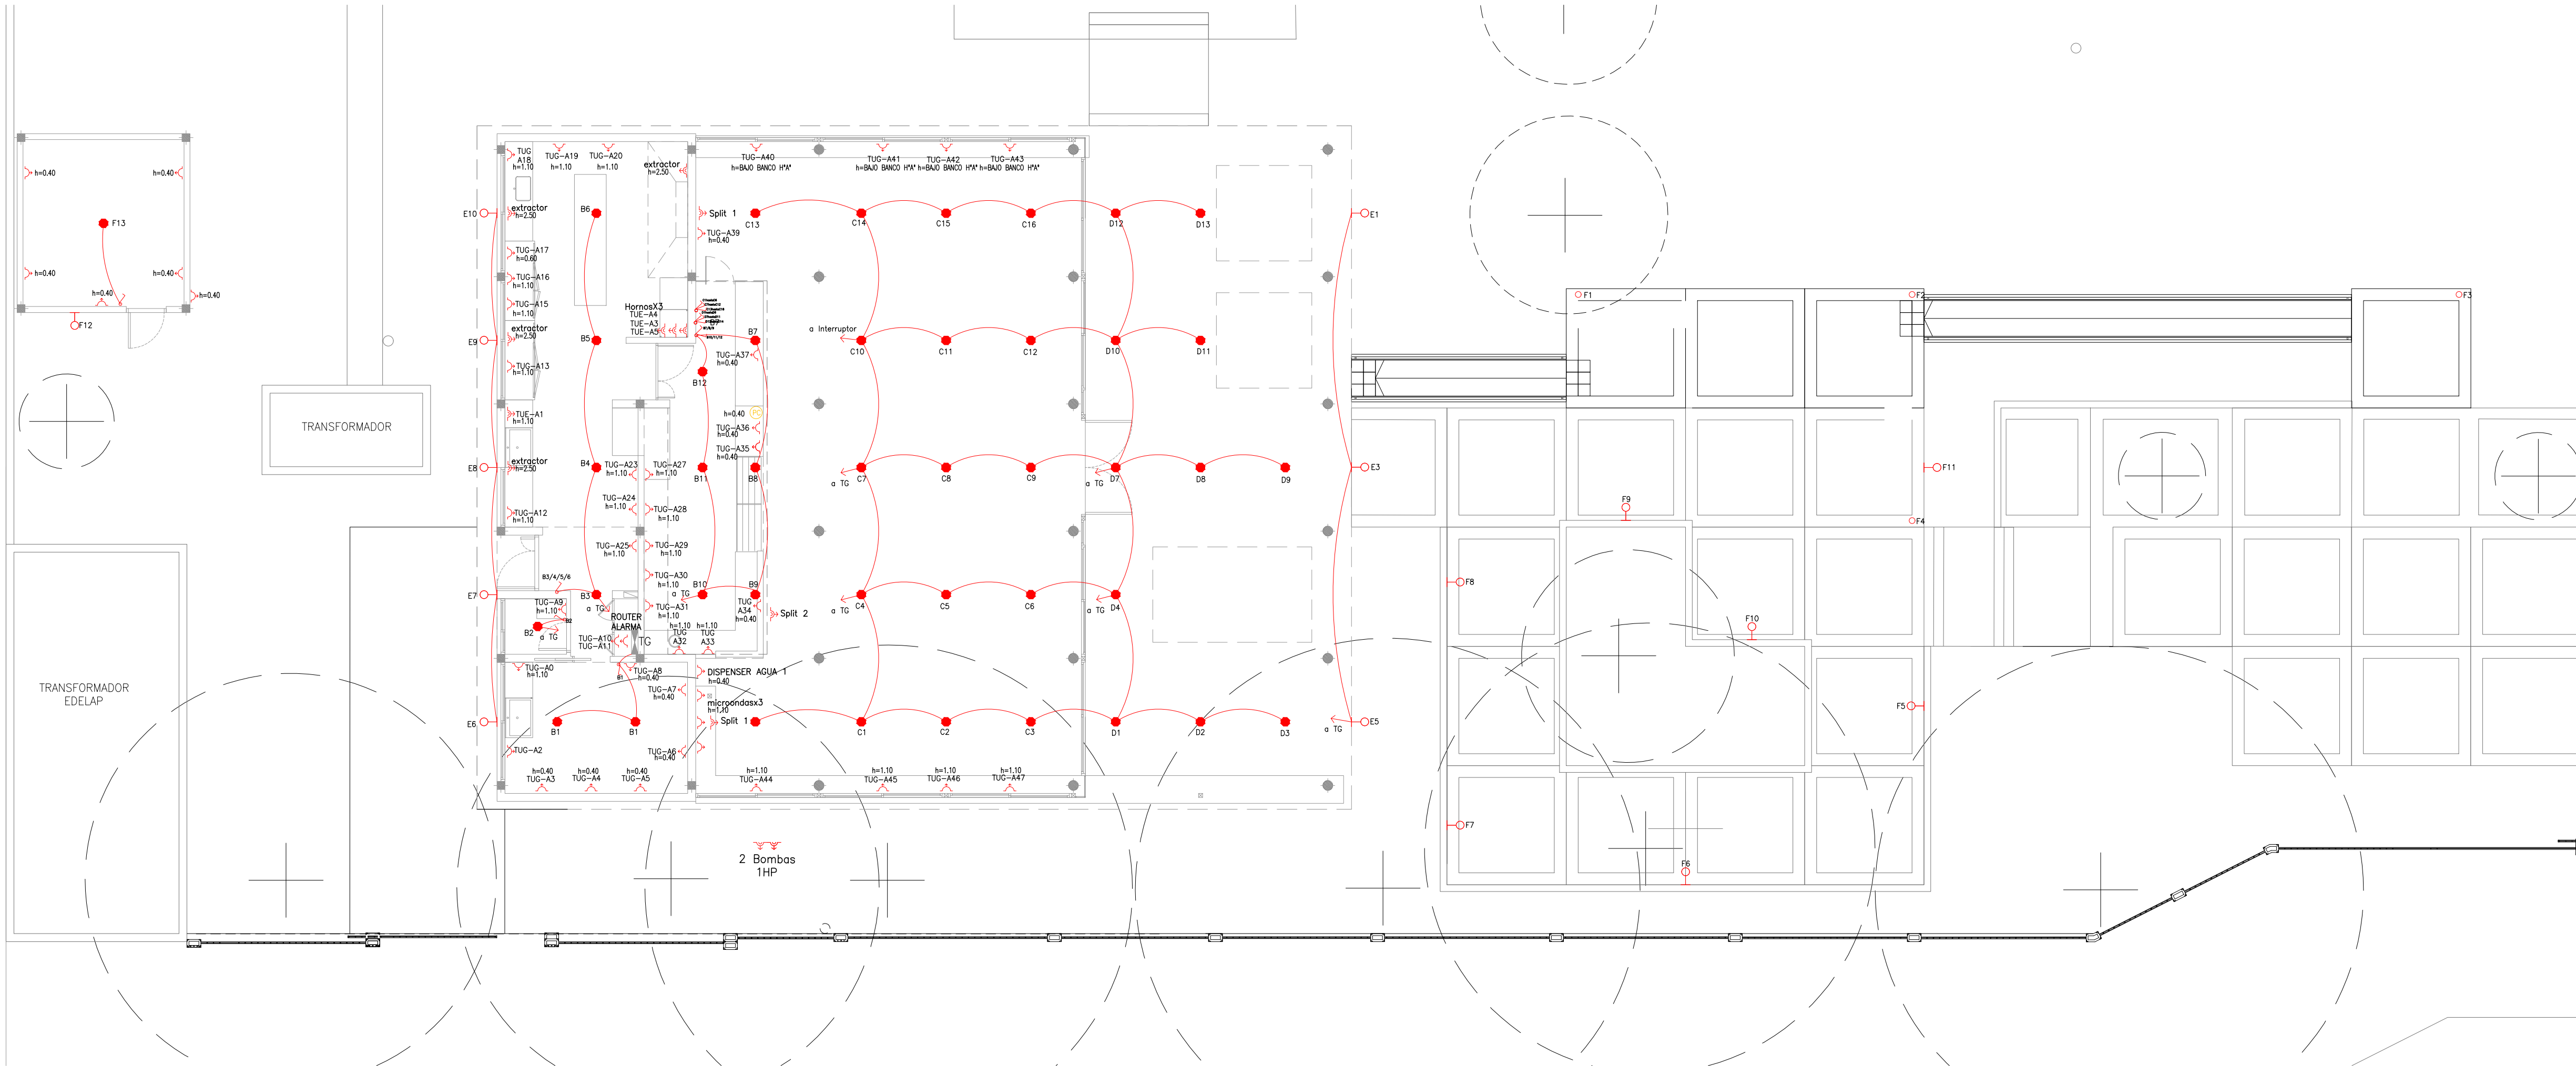 h=0.40
h=0.40
F13
h=0.40
h=0.40
h=0.40
h=0.40
F12
TRANSFORMADOR
TRANSFORMADOR
EDELAP
TUG
A18
h=1.10
TUG-A19
h=1.10
TUG-A20
h=1.10
extractor
h=2.50
TUG-A40
h=BAJO BANCO H°A°
TUG-A41
h=BAJO BANCO H°A°
TUG-A42
h=BAJO BANCO H°A°
TUG-A43
h=BAJO BANCO H°A°
E10
extractor
h=2.50
B6
Split 1
C13
C14
C15
C16
D12
D13
E1
TUG-A39
h=0.40
TUG-A17
h=0.60
TUG-A16
h=1.10
TUG-A15
h=1.10
HornosX3
TUE-A4
TUE-A3
TUE-A5
E9
extractor
h=2.50
B5
B7
a Interruptor
C10
C11
C12
D10
D11
TUG-A37
h=0.40
TUG-A13
h=1.10
B12
TUE-A1
h=1.10
h=0.40
TUG-A36
h=0.40
TUG-A35
h=0.40
E8
extractor
h=2.50
B4
TUG-A23
h=1.10
TUG-A27
h=1.10
B11
B8
a TG
C7
C8
C9
a TG
D7
D8
D9
E3
TUG-A12
h=1.10
TUG-A24
h=1.10
TUG-A28
h=1.10
TUG-A25
h=1.10
TUG-A29
h=1.10
B3/4/5/6
TUG-A30
h=1.10
E7
B3
a TG
B10
a TG
B9
a TG
C4
C5
C6
a TG
D4
TUG-A9
h=1.10
B2
B2
a TG
ROUTER
ALARMA
TUG-A31
h=1.10
TUG
A34
h=0.40
Split 2
TUG-A10
TUG-A11
TG
h=1.10
TUG
A32
h=1.10
TUG
A33
TUG-A0
h=1.10
TUG-A8
h=0.40
B1
DISPENSER AGUA 1
h=0.40
TUG-A7
h=0.40
microondasx3
h=1.10
E6
B1
B1
Split 1
C1
C2
C3
D1
D2
D3
a TG
E5
TUG-A2
TUG-A6
h=0.40
h=0.40
TUG-A3
h=0.40
TUG-A4
h=0.40
TUG-A5
h=1.10
TUG-A44
h=1.10
TUG-A45
h=1.10
TUG-A46
h=1.10
TUG-A47
2 Bombas
1HP
F1
F2
F3
F11
F9
F4
F8
F10
F5
F7
F6